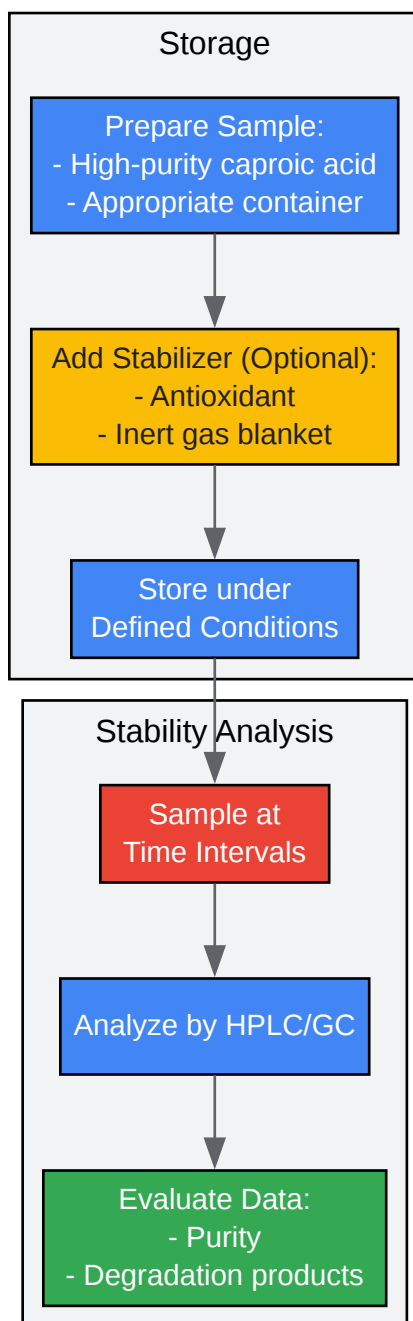 Storage
Prepare Sample:
- High-purity caproic acid
- Appropriate container
Add Stabilizer (Optional):
- Antioxidant
- Inert gas blanket
Store under
Defined Conditions
Stability Analysis
Sample at
Time Intervals
Analyze by HPLC/GC
Evaluate Data:
- Purity
- Degradation products